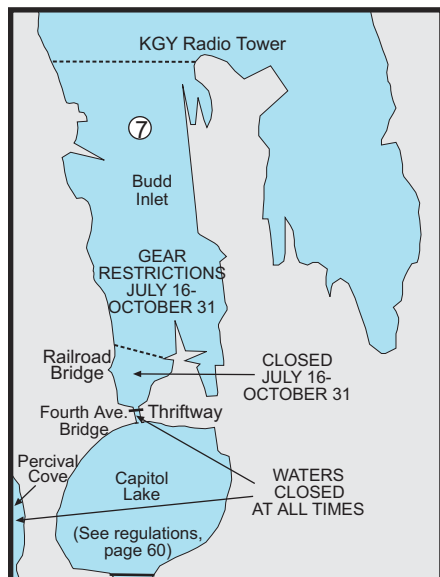 KGY Radio Tower
7
Budd
Inlet
GEAR
RESTRICTIONS
JULY 16-
OCTOBER 31
Railroad
Bridge
CLOSED
JULY 16-
OCTOBER 31
Fourth Ave.
Bridge
Thriftway
Percival
Cove
Capitol
Lake
(See regulations,
page 60)
WATERS
CLOSED
AT ALL TIMES